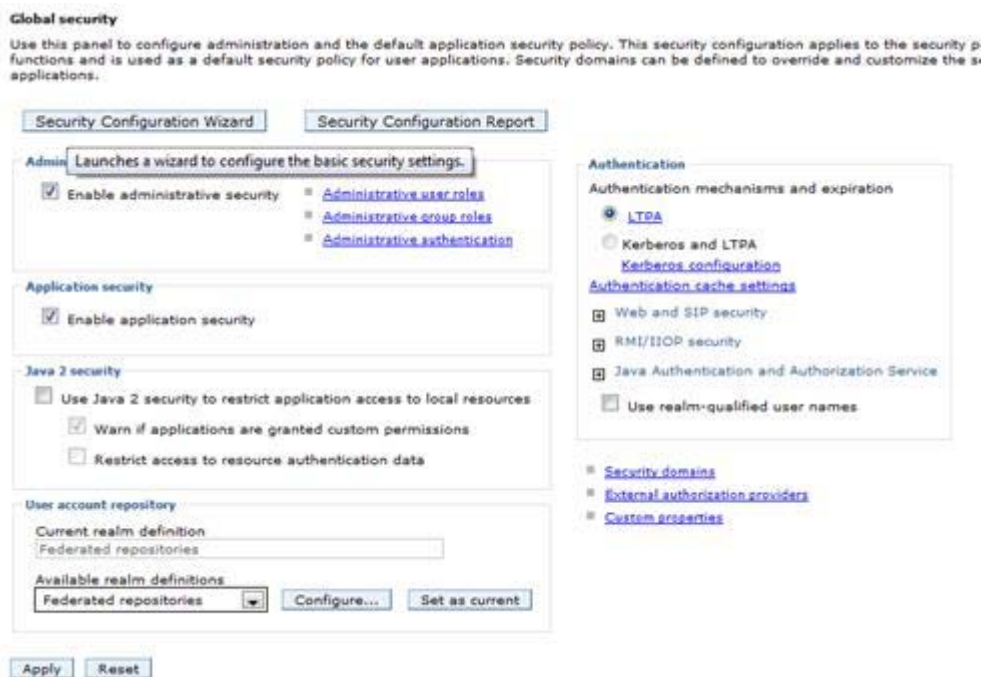 Global security
Use this panel to configure administration and the default application security policy. This security configuration applies to the security
functions and is used as a default security policy for user applications. Security domains can be defined to override and customize the
applications.
Security Configuration Wizard
Security Configuration Report
Launches a wizard to configure the basic security settings.
Enable administrative security
Administrative user roles
Administrative group roles
Administrative authentication
Application security
Enable application security
Java 2 security
Use Java 2 security to restrict application access to local resources
Warn if applications are granted custom permissions
Restrict access to resource authentication data
User account repository
Current realm definition
Federated repositories
Available realm definitions
Federated repositories
Configure...
Set as current
Authentication
Authentication mechanisms and expiration
LTPA
Kerberos and LTPA
Kerberos configuration
Authentication cache settings
Web and SIP security
RMI/IIOP security
Java Authentication and Authorization Service
Use realm-qualified user names
Security domains
External authorization providers
Custom properties
Apply
Reset